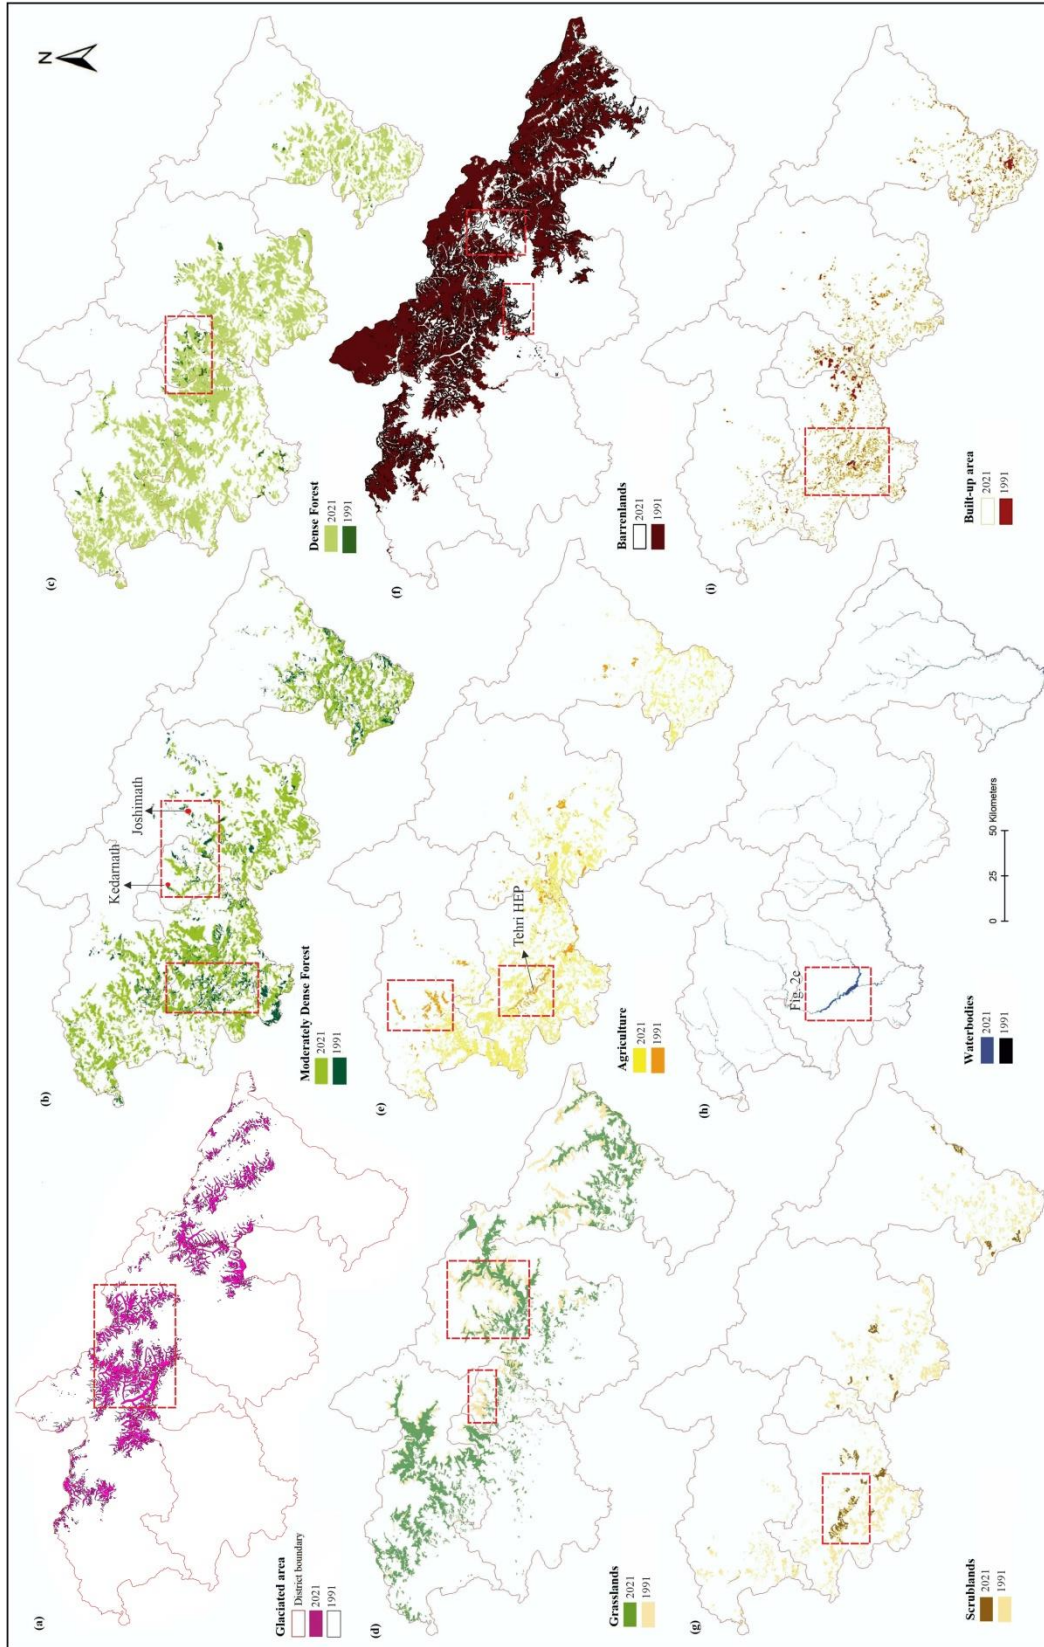 N
(a)
Glaciated area
District boundary
2021
1991
(b)
Kedarnath
Joshimath
Moderately Dense Forest
2021
1991
(c)
Dense Forest
2021
1991
(d)
Grasslands
2021
1991
(e)
Tehri HEP
Agriculture
2021
1991
(f)
Barrenlands
2021
1991
(g)
Scrublands
2021
1991
(h)
Fig. 2c
Waterbodies
2021
1991
0 25 50 Kilometers
(i)
Built-up area
2021
1991